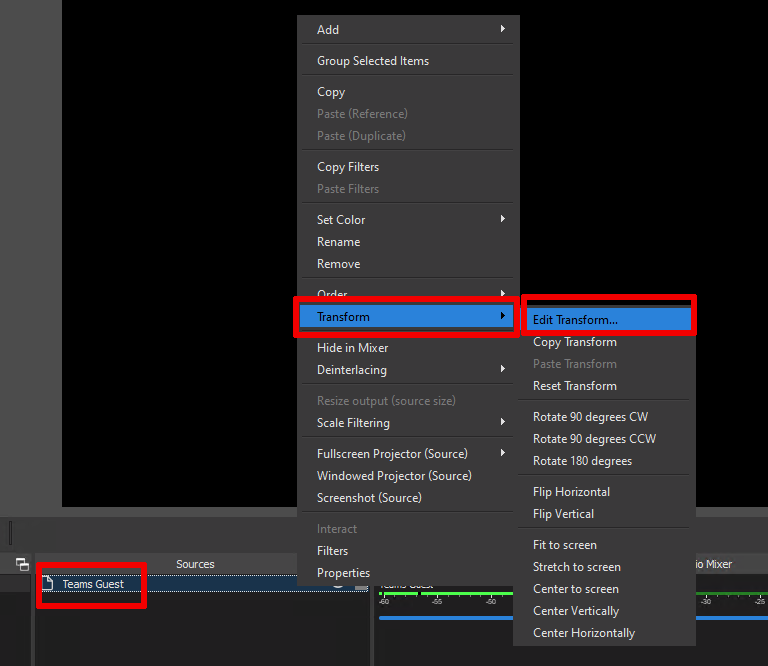 Add
Group Selected Items
Copy
Paste (Reference)
Paste (Duplicate)
Copy Filters
Paste Filters
Set Color
Rename
Remove
Order
Transform
Hide in Mixer
Deinterlacing
Resize output (source size)
Scale Filtering
Fullscreen Projector (Source)
Windowed Projector (Source)
Screenshot (Source)
Interact
Filters
Properties
Edit Transform...
Copy Transform
Paste Transform
Reset Transform
Rotate 90 degrees CW
Rotate 90 degrees CCW
Rotate 180 degrees
Flip Horizontal
Flip Vertical
Fit to screen
Stretch to screen
Center to screen
Center Vertically
Center Horizontally
Sources
Teams Guest
io Mixer
Teams Guest
-60 -55 -50 -30 -25